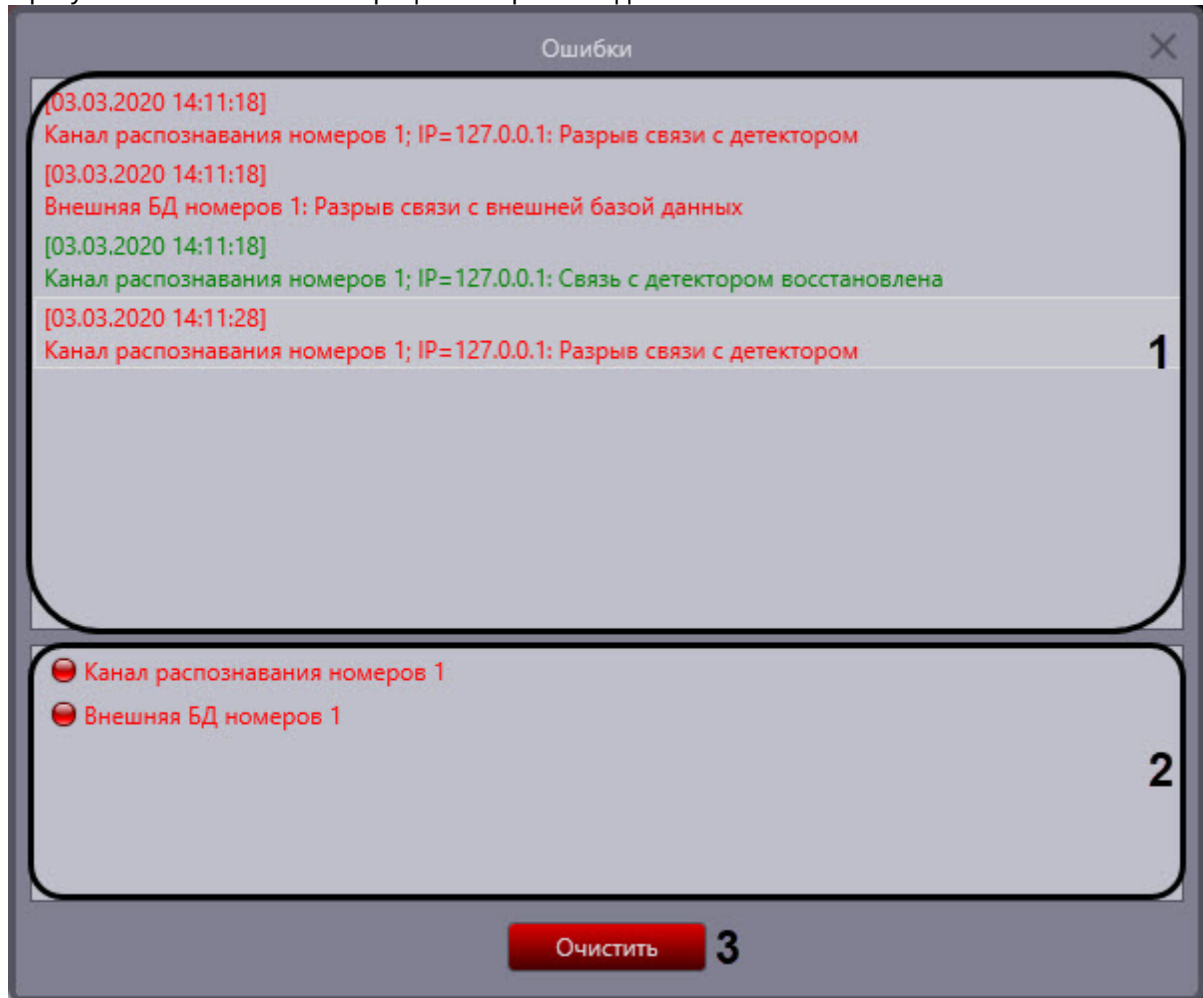 Ошибки
[03.03.2020 14:11:18]
Канал распознавания номеров 1; IP=127.0.0.1: Разрыв связи с детектором
[03.03.2020 14:11:18]
Внешняя БД номеров 1: Разрыв связи с внешней базой данных
[03.03.2020 14:11:18]
Канал распознавания номеров 1; IP=127.0.0.1: Связь с детектором восстановлена
[03.03.2020 14:11:28]
Канал распознавания номеров 1; IP=127.0.0.1: Разрыв связи с детектором
1
Канал распознавания номеров 1
Внешняя БД номеров 1
2
Очистить 3